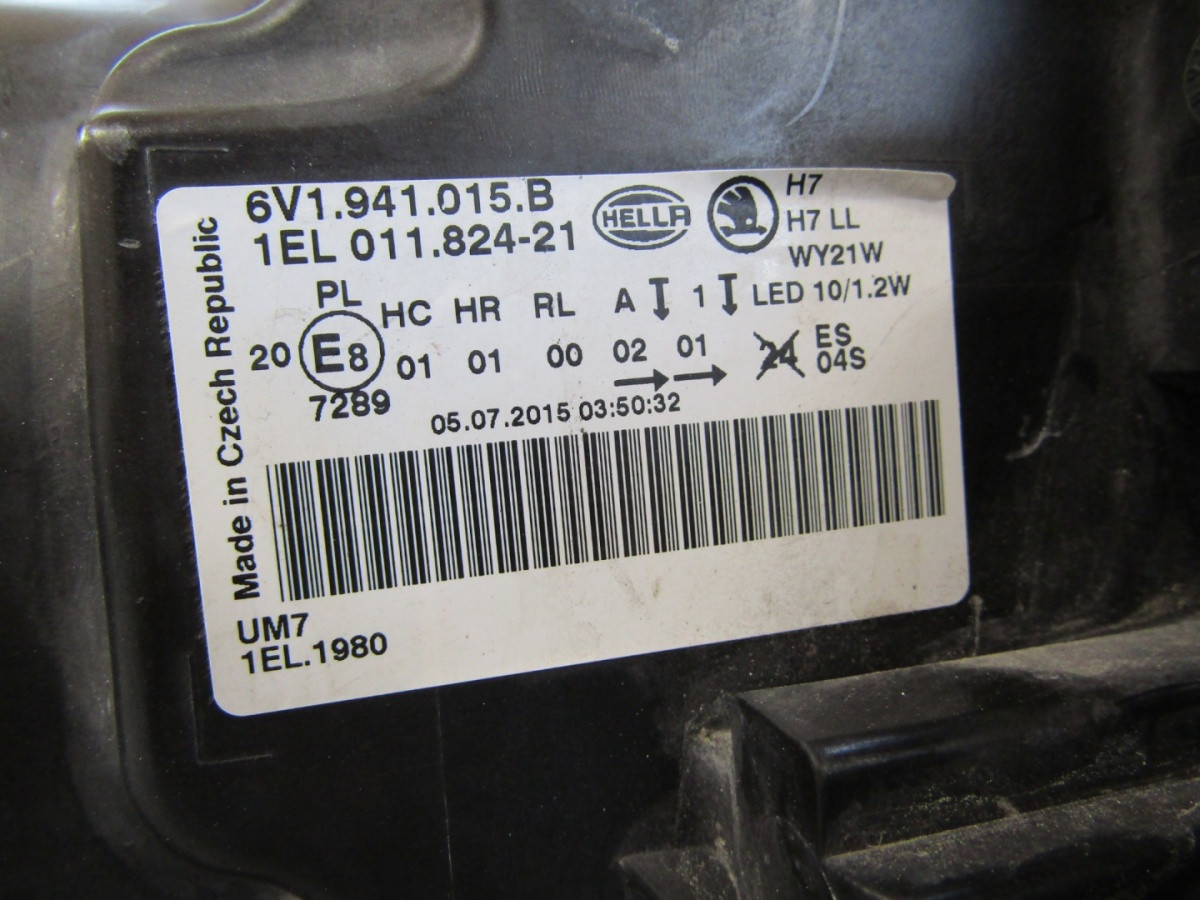 6V1.941.015.B
1EL 011.824-21
HELLA
H7
H7 LL
WY21W
LED 10/1.2W
PL HC HR RL A 1
20 E8 01 01 00 02 01
24 ES
04S
7289
05.07.2015 03:50:32
Made in Czech Republic
UM7
1EL.1980